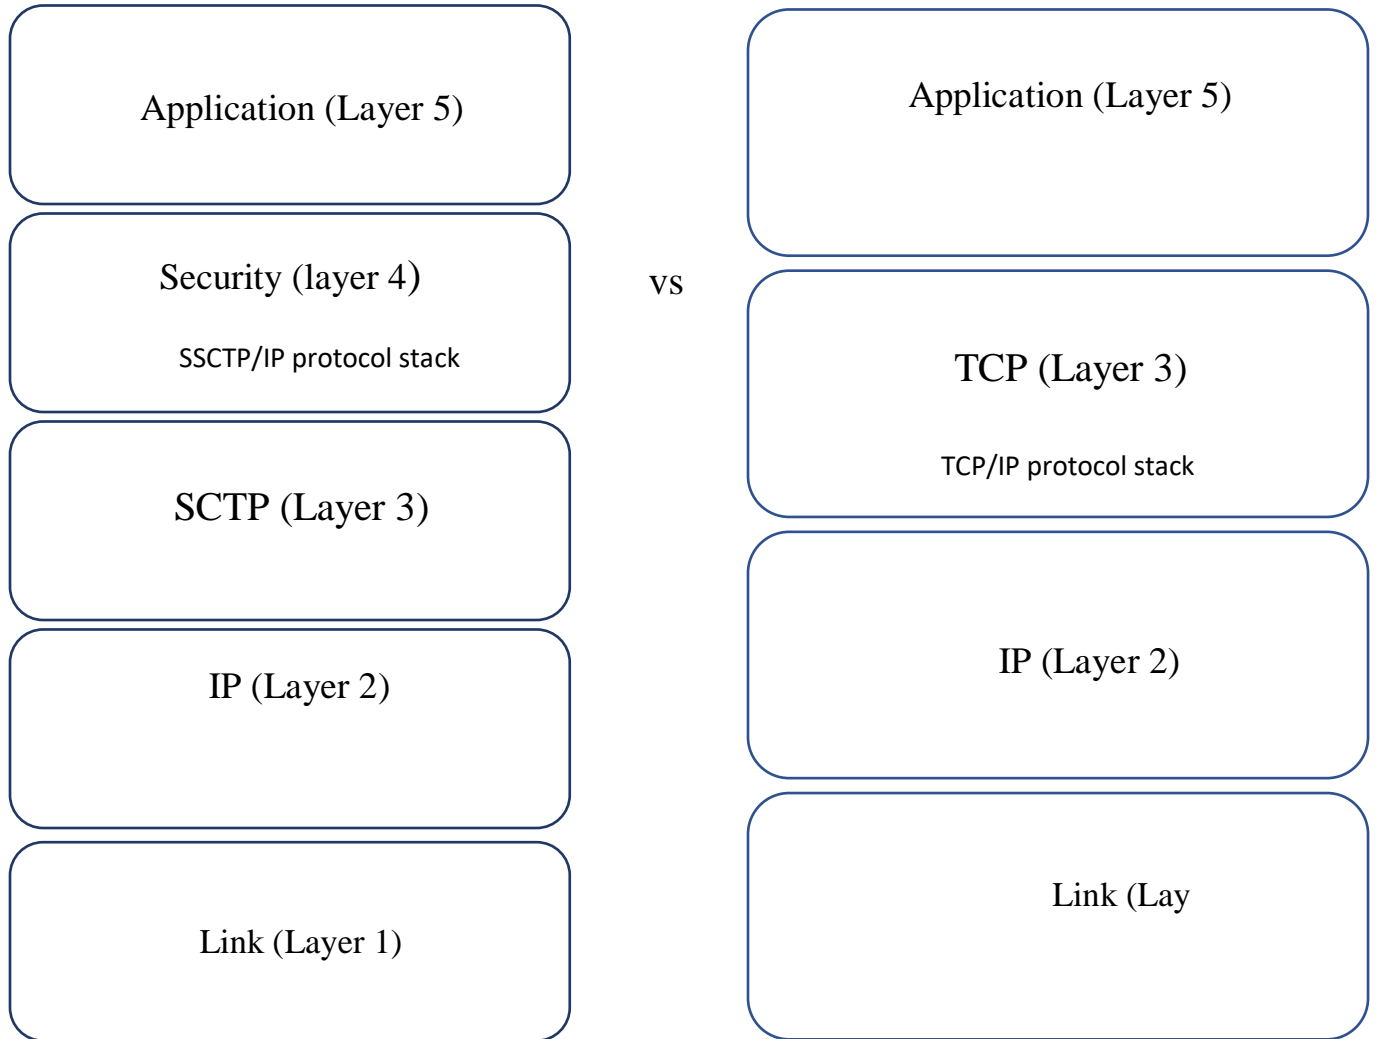 Application (Layer 5)
Security (layer 4)
SSCTP/IP protocol stack
SCTP (Layer 3)
IP (Layer 2)
Link (Layer 1)
vs
Application (Layer 5)
TCP (Layer 3)
TCP/IP protocol stack
IP (Layer 2)
Link (Lay